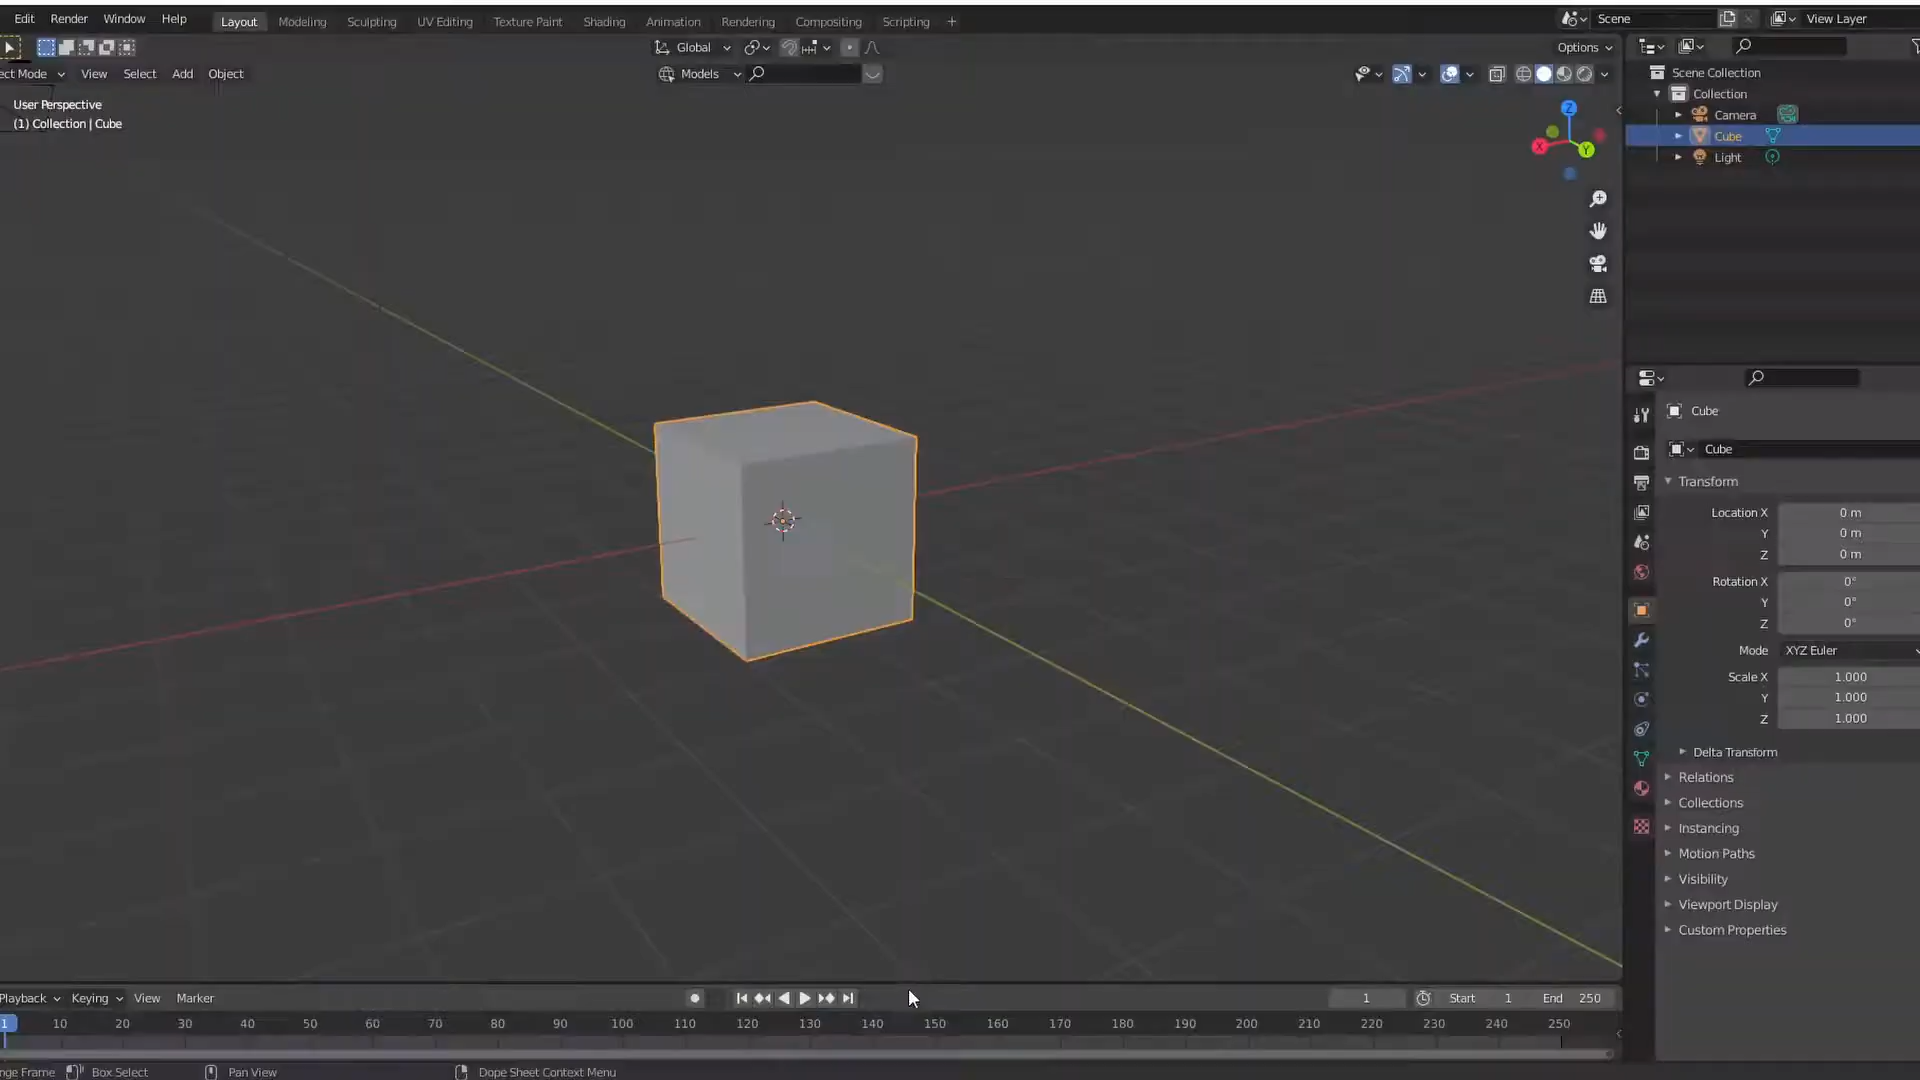 Edit Render Window Help Layout Modeling Sculpting UV Editing Texture Paint Shading Animation Rendering Compositing Scripting + Scene View Layer
Global Options
ect Mode View Select Add Object Models
User Perspective
(1) Collection | Cube
Z
X
Y
Scene Collection
Collection
Camera
Cube
Light
Cube
Cube
Transform
Location X 0 m
Y 0 m
Z 0 m
Rotation X 0°
Y 0°
Z 0°
Mode XYZ Euler
Scale X 1.000
Y 1.000
Z 1.000
Delta Transform
Relations
Collections
Instancing
Motion Paths
Visibility
Viewport Display
Custom Properties
Playback Keying View Marker 1 Start 1 End 250
1 10 20 30 40 50 60 70 80 90 100 110 120 130 140 150 160 170 180 190 200 210 220 230 240 250
nge Frame Box Select Pan View Dope Sheet Context Menu